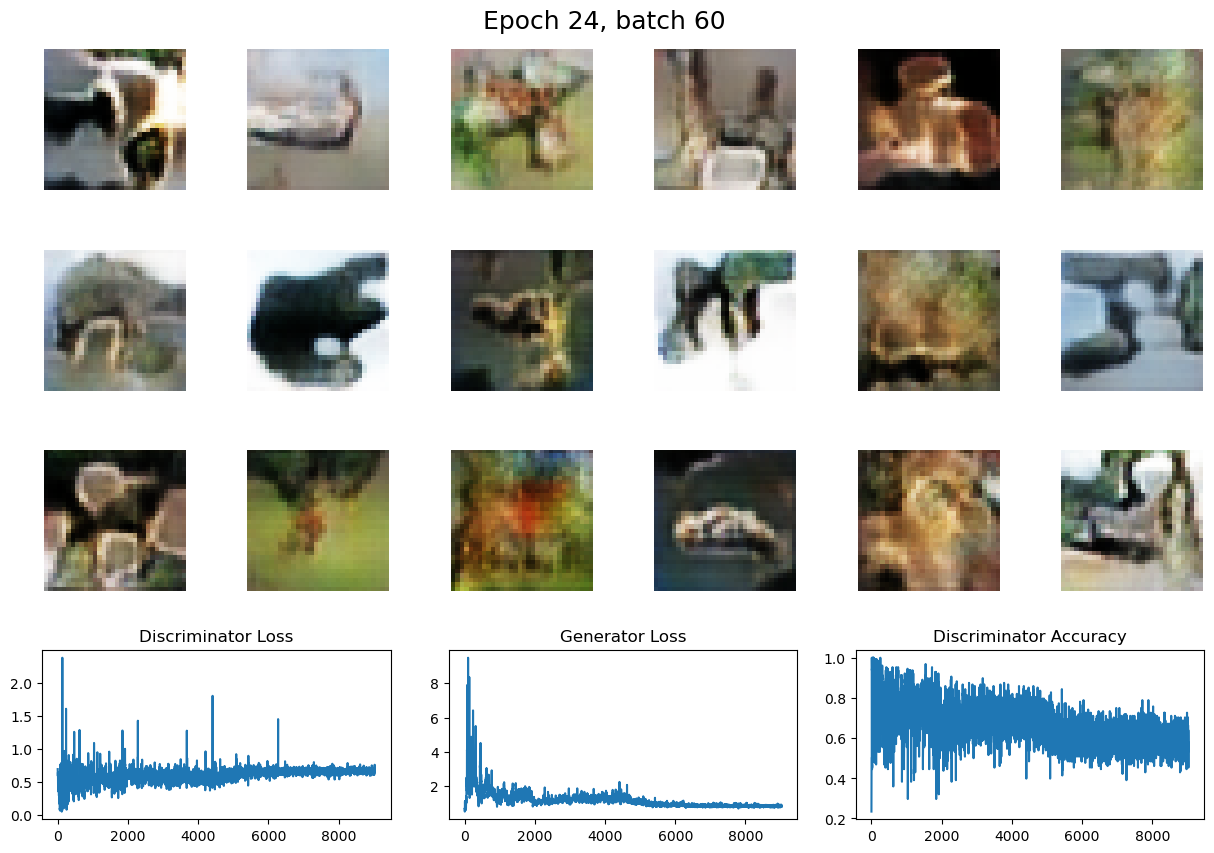 Epoch 24, batch 60
Discriminator Loss
Generator Loss
Discriminator Accuracy
2.0
1.5
1.0
0.5
0.0
0 2000 4000 6000 8000
8
6
4
2
0 2000 4000 6000 8000
1.0
0.8
0.6
0.4
0.2
0 2000 4000 6000 8000